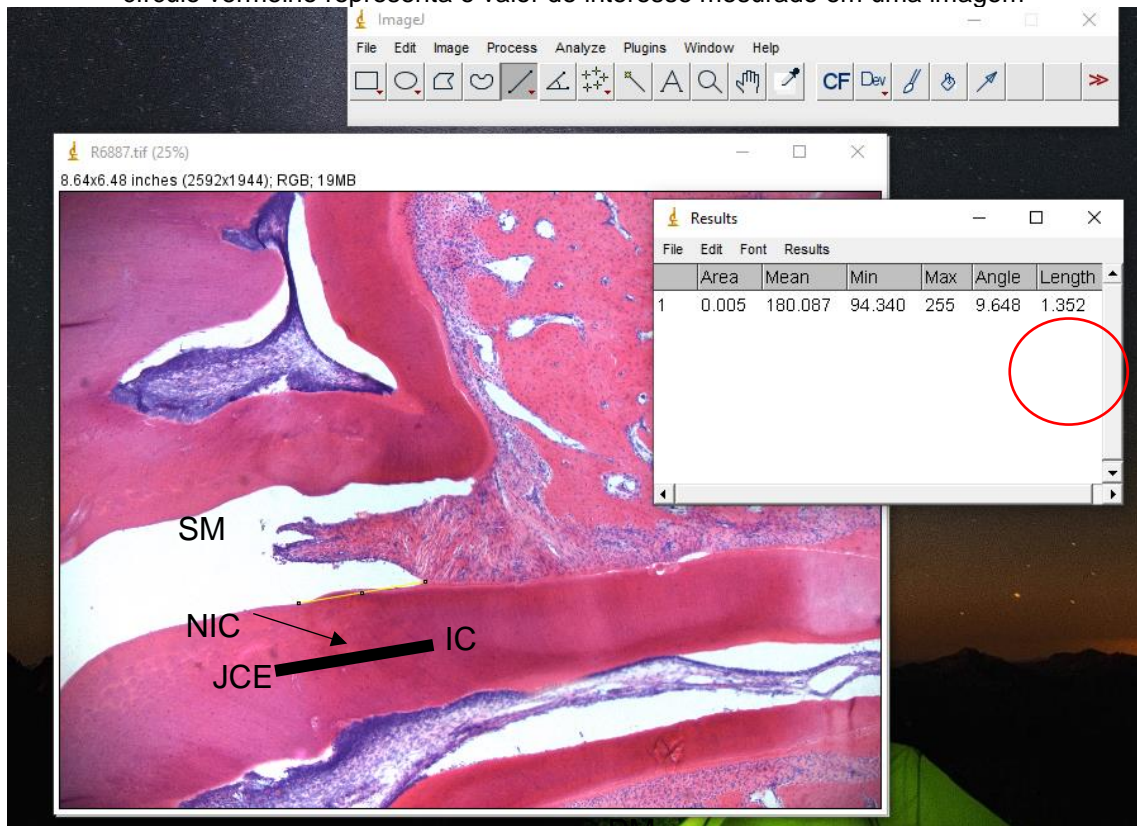 círculo vermelho representa o valor de interesse mesurado em uma imagem
ImageJ
File Edit Image Process Analyze Plugins Window Help
A CF Dev >>
R6887.tif (25%)
8.64x6.48 inches (2592x1944); RGB; 19MB
Results
File Edit Font Results
Area Mean Min Max Angle Length
1 0.005 180.087 94.340 255 9.648 1.352
SM
NIC
IC
JCE